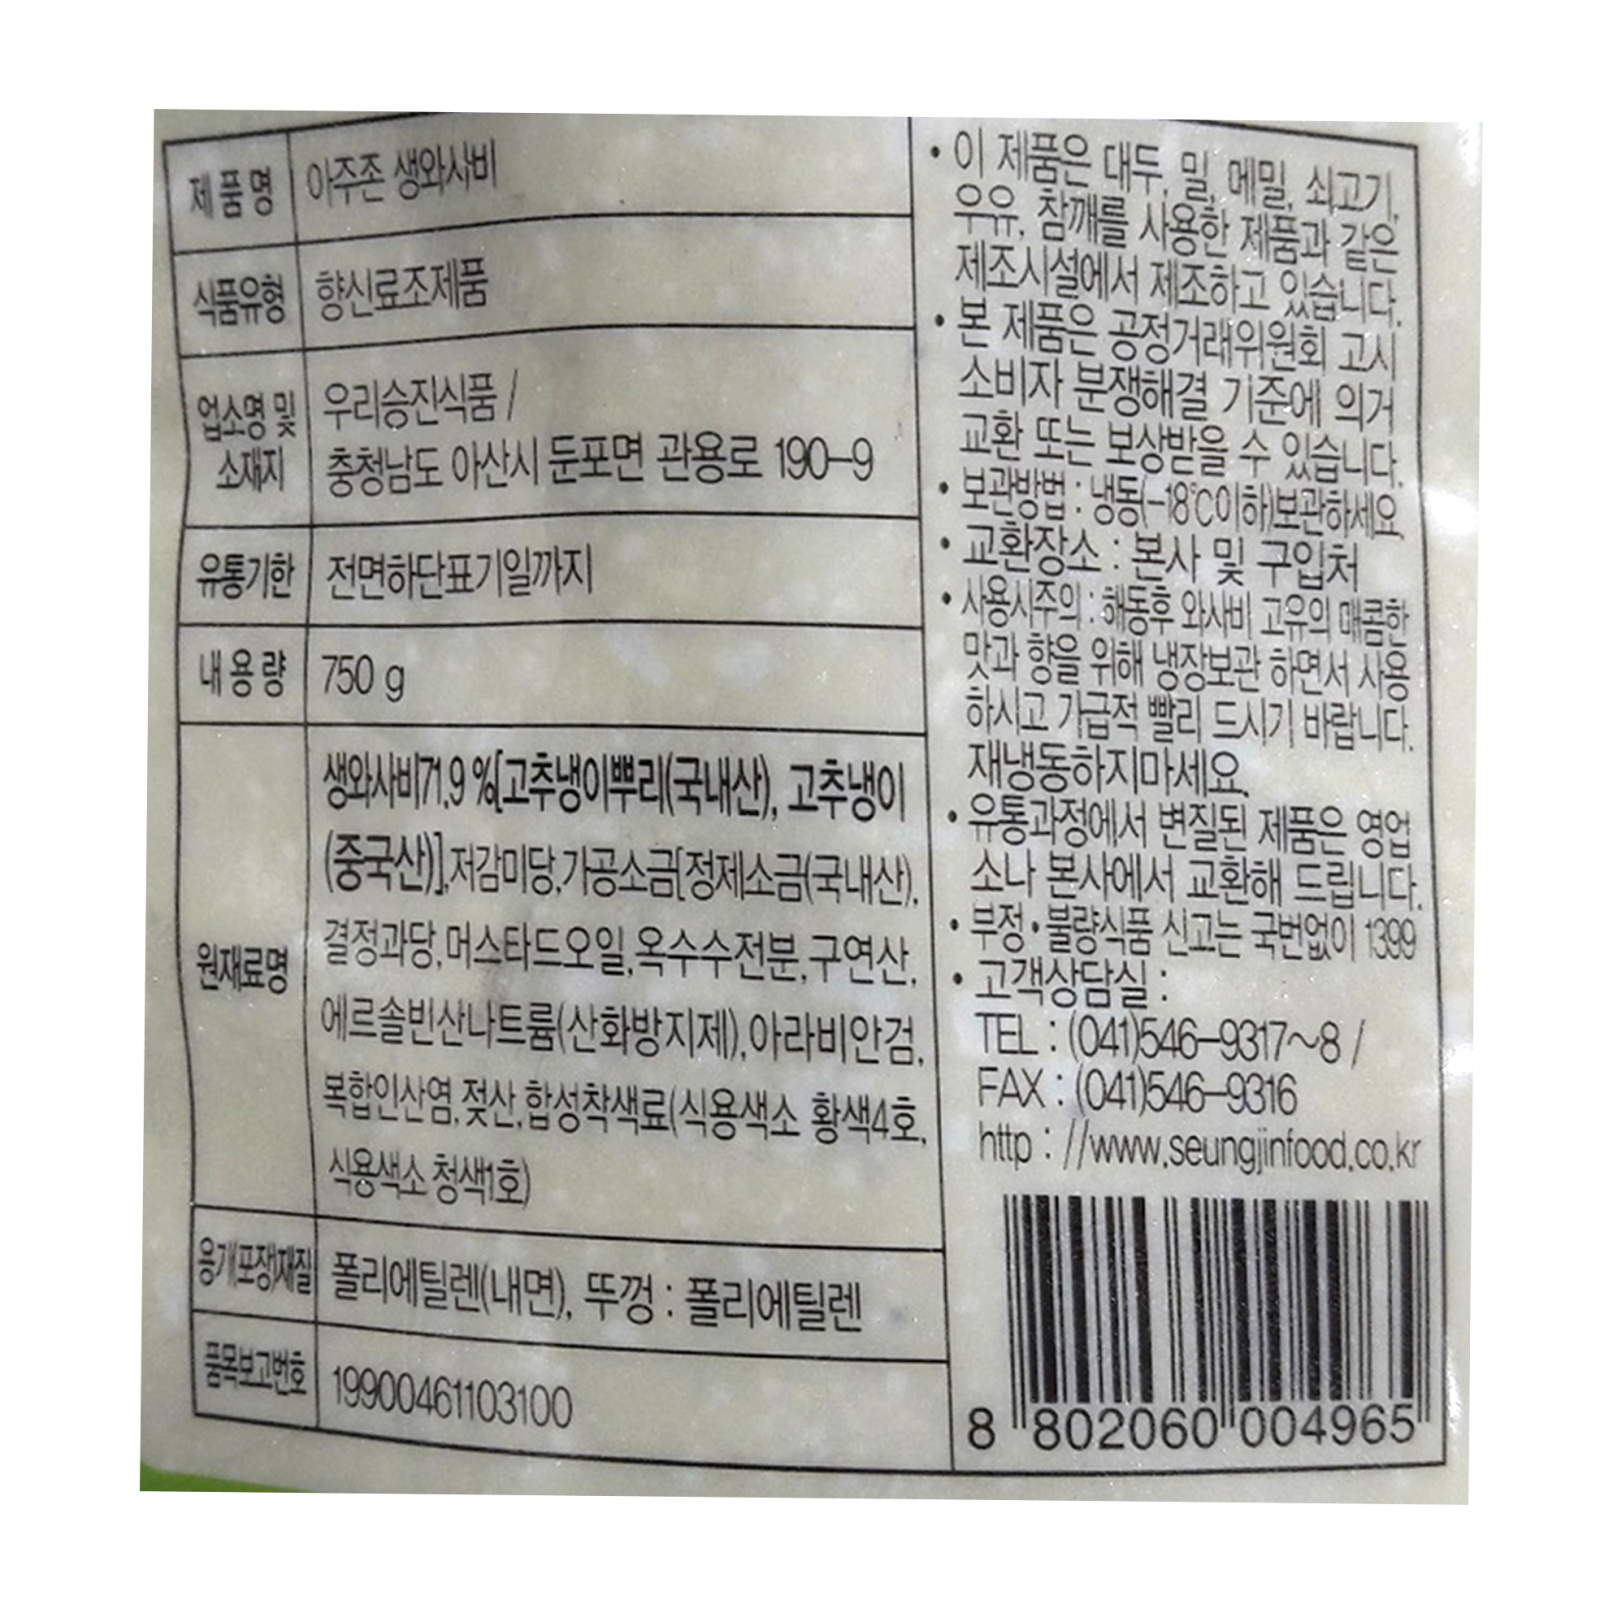 제품명 아주존 생와사비
식품유형 향신료조제품
업소명 및 소재지
우리승진식품 /
충청남도 아산시 둔포면 관용로 190-9
유통기한 전면하단표기일까지
내용량 750 g
원재료명
생와사비71.9 %[고추냉이뿌리(국내산), 고추냉이
(중국산)],저감미당,가공소금[정제소금(국내산),
결정과당,머스타드오일,옥수수전분,구연산,
에르솔빈산나트륨(산화방지제),아라비안검,
복합인산염,젖산,합성착색료(식용색소 황색4호,
식용색소 청색1호)
용개(포장)재질 폴리에틸렌(내면), 뚜껑 : 폴리에틸렌
품목보고번호 19900461103100
• 이 제품은 대두, 밀, 메밀, 쇠고기,
우유, 참깨를 사용한 제품과 같은
제조시설에서 제조하고 있습니다.
• 본 제품은 공정거래위원회 고시
소비자 분쟁해결 기준에 의거
교환 또는 보상받을 수 있습니다.
• 보관방법 : 냉동(-18℃이하)보관하세요
• 교환장소 : 본사 및 구입처
• 사용시주의 : 해동후 와사비 고유의 매콤한
맛과 향을 위해 냉장보관 하면서 사용
하시고 가급적 빨리 드시기 바랍니다.
재냉동하지마세요.
• 유통과정에서 변질된 제품은 영업
소나 본사에서 교환해 드립니다.
• 부정•불량식품 신고는 국번없이 1399
• 고객상담실 :
TEL : (041)546-9317~8 /
FAX : (041)546-9316
http : //www.seungjinfood.co.kr
8 802060 004965